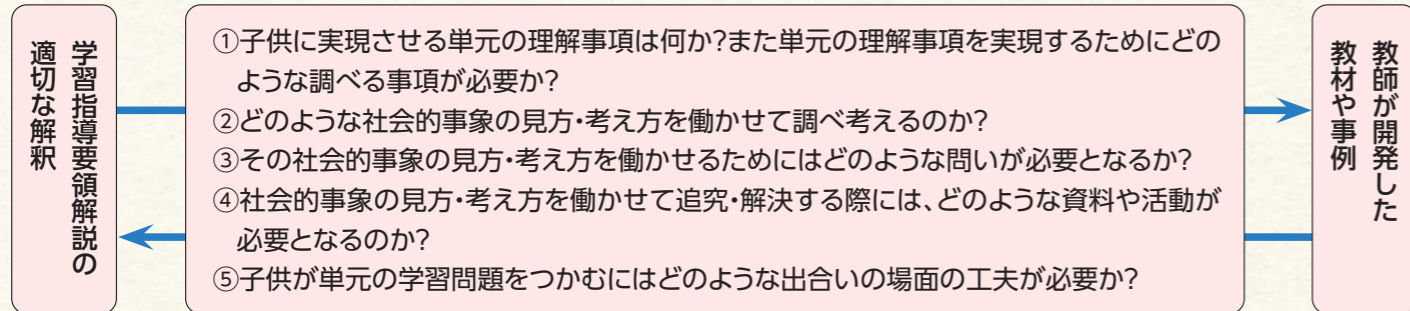 学習指導要領解説の
適切な解釈
①子供に実現させる単元の理解事項は何か?また単元の理解事項を実現するためにどの
ような調べる事項が必要か?
②どのような社会的事象の見方・考え方を働かせて調べ考えるのか?
③その社会的事象の見方・考え方を働かせるためにはどのような問いが必要となるか?
④社会的事象の見方・考え方を働かせて追究・解決する際には、どのような資料や活動が
必要となるのか?
⑤子供が単元の学習問題をつかむにはどのような出合いの場面の工夫が必要か?
教師が開発した
教材や事例